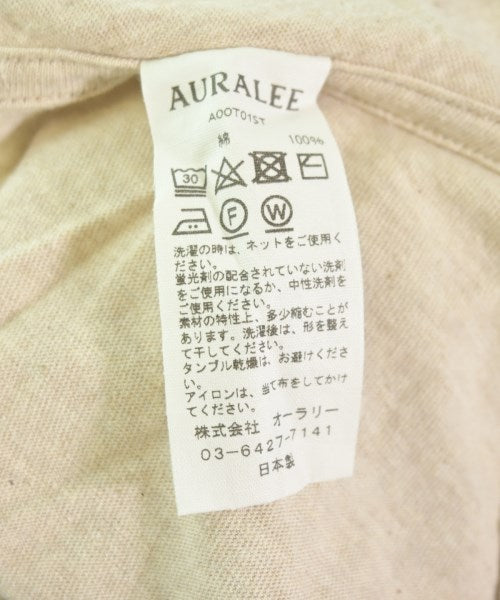 AURALEE
A00T01ST
綿 100%
30
F W
洗濯の時は、ネットをご使用く
ださい。
蛍光剤の配合されていない洗剤
をご使用になるか、中性洗剤を
ご使用ください。
素材の特性上、多少縮むことが
あります。洗濯後は、形を整え
て干してください。
タンブル乾燥は、お避けくださ
い。
アイロンは、当て布をしてかけ
てください。
株式会社 オーラリー
03-6427-7141
日本製